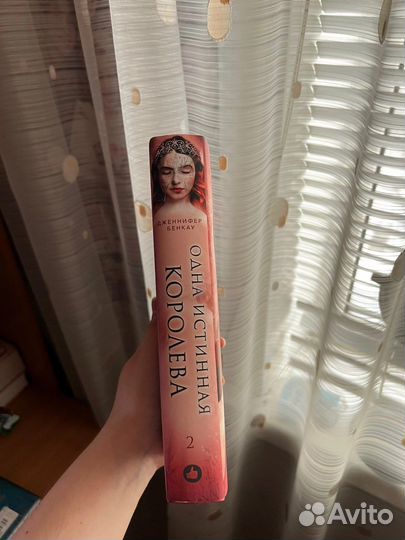 ДЖЕННИФЕР
БЕНКАУ
ОДНА ИСТИННАЯ
КОРОЛЕВА
2
Avito